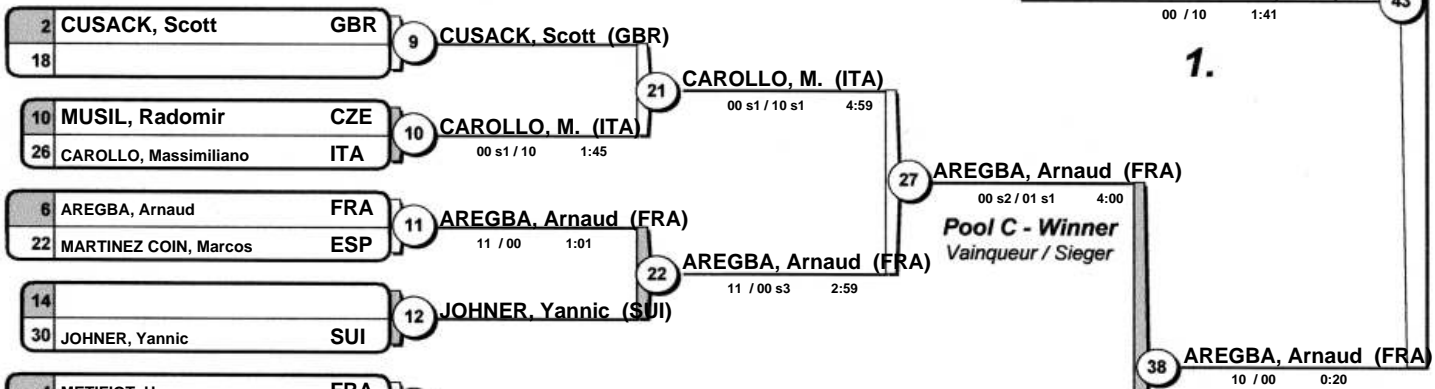 00 / 10 1:41
43
1.
2 CUSACK, Scott GBR
18
9
CUSACK, Scott (GBR)
21
CAROLLO, M. (ITA)
00 s1 / 10 s1 4:59
10 MUSIL, Radomir CZE
26 CAROLLO, Massimiliano ITA
10
CAROLLO, M. (ITA)
00 s1 / 10 1:45
27
AREGBA, Arnaud (FRA)
00 s2 / 01 s1 4:00
Pool C - Winner
Vainqueur / Sieger
6 AREGBA, Arnaud FRA
22 MARTINEZ COIN, Marcos ESP
11
AREGBA, Arnaud (FRA)
11 / 00 1:01
22
AREGBA, Arnaud (FRA)
11 / 00 s3 2:59
14
30 JOHNER, Yannic SUI
12
JOHNER, Yannic (SUI)
38
AREGBA, Arnaud (FRA)
10 / 00 0:20
FRA